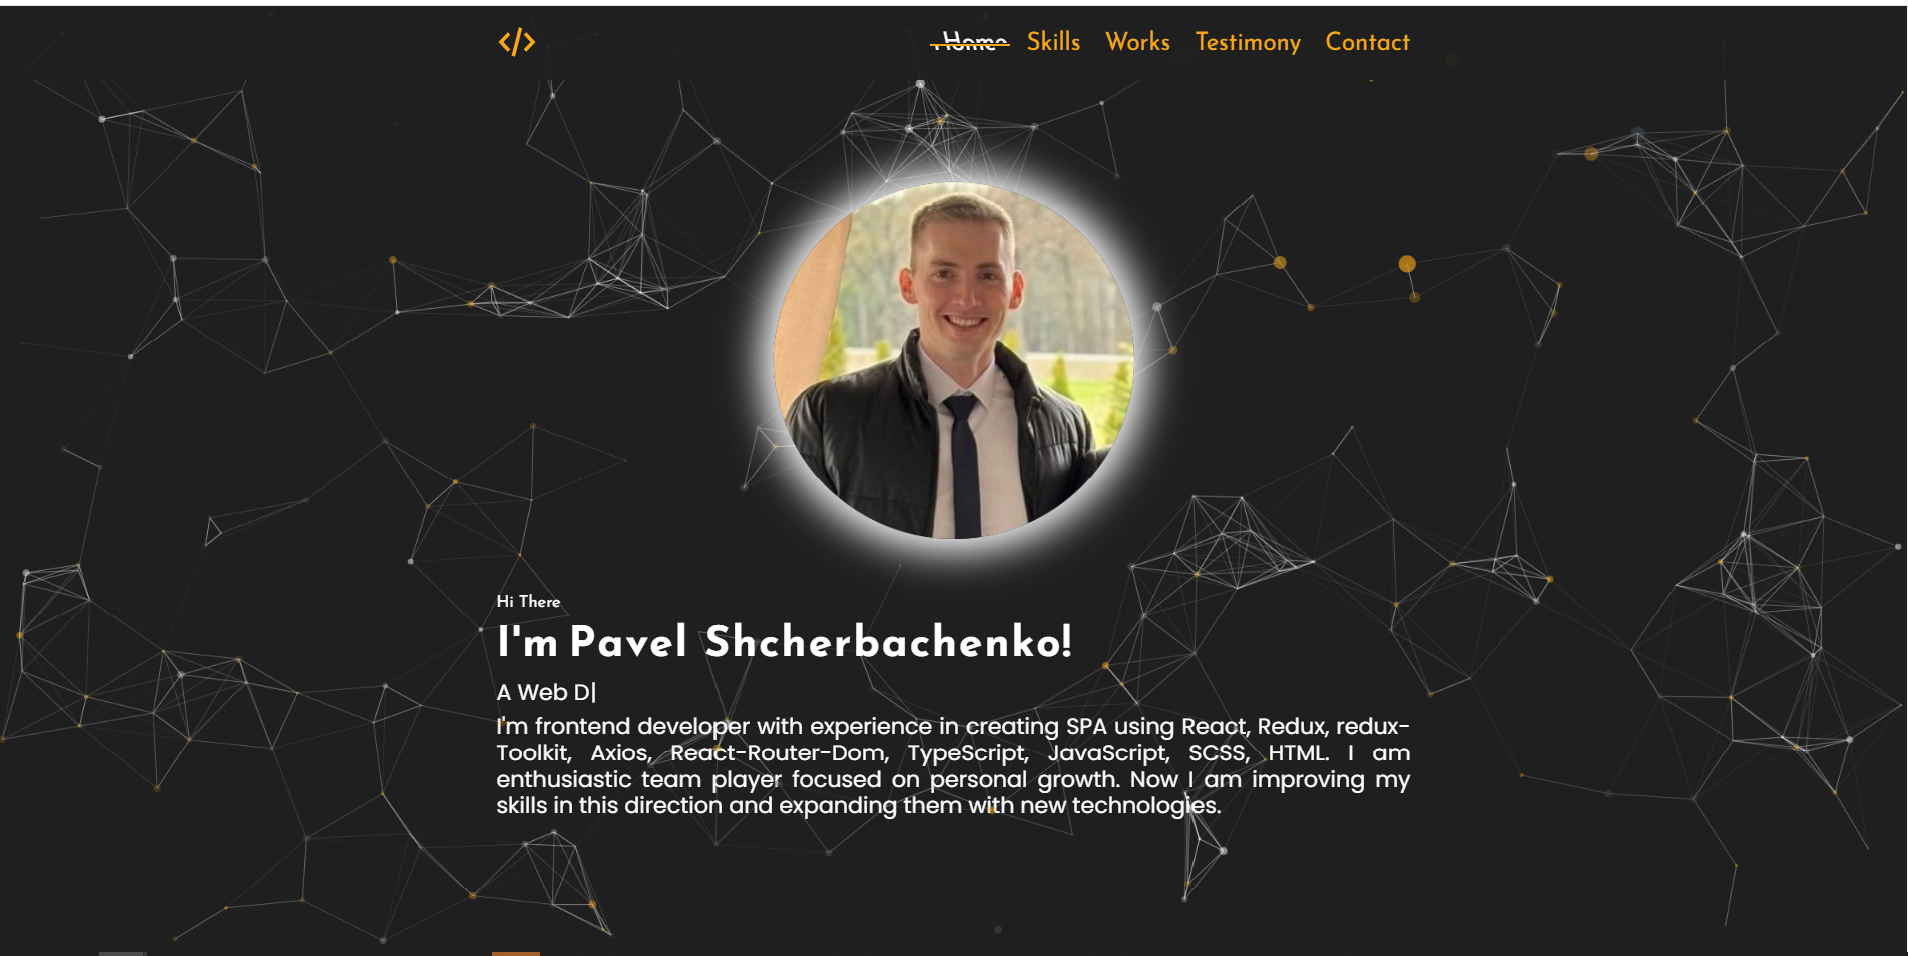 </>
Home Skills Works Testimony Contact
Hi There
I'm Pavel Shcherbachenko!
A Web D|
I'm frontend developer with experience in creating SPA using React, Redux, redux-
Toolkit, Axios, React-Router-Dom, TypeScript, JavaScript, SCSS, HTML. I am
enthusiastic team player focused on personal growth. Now I am improving my
skills in this direction and expanding them with new technologies.